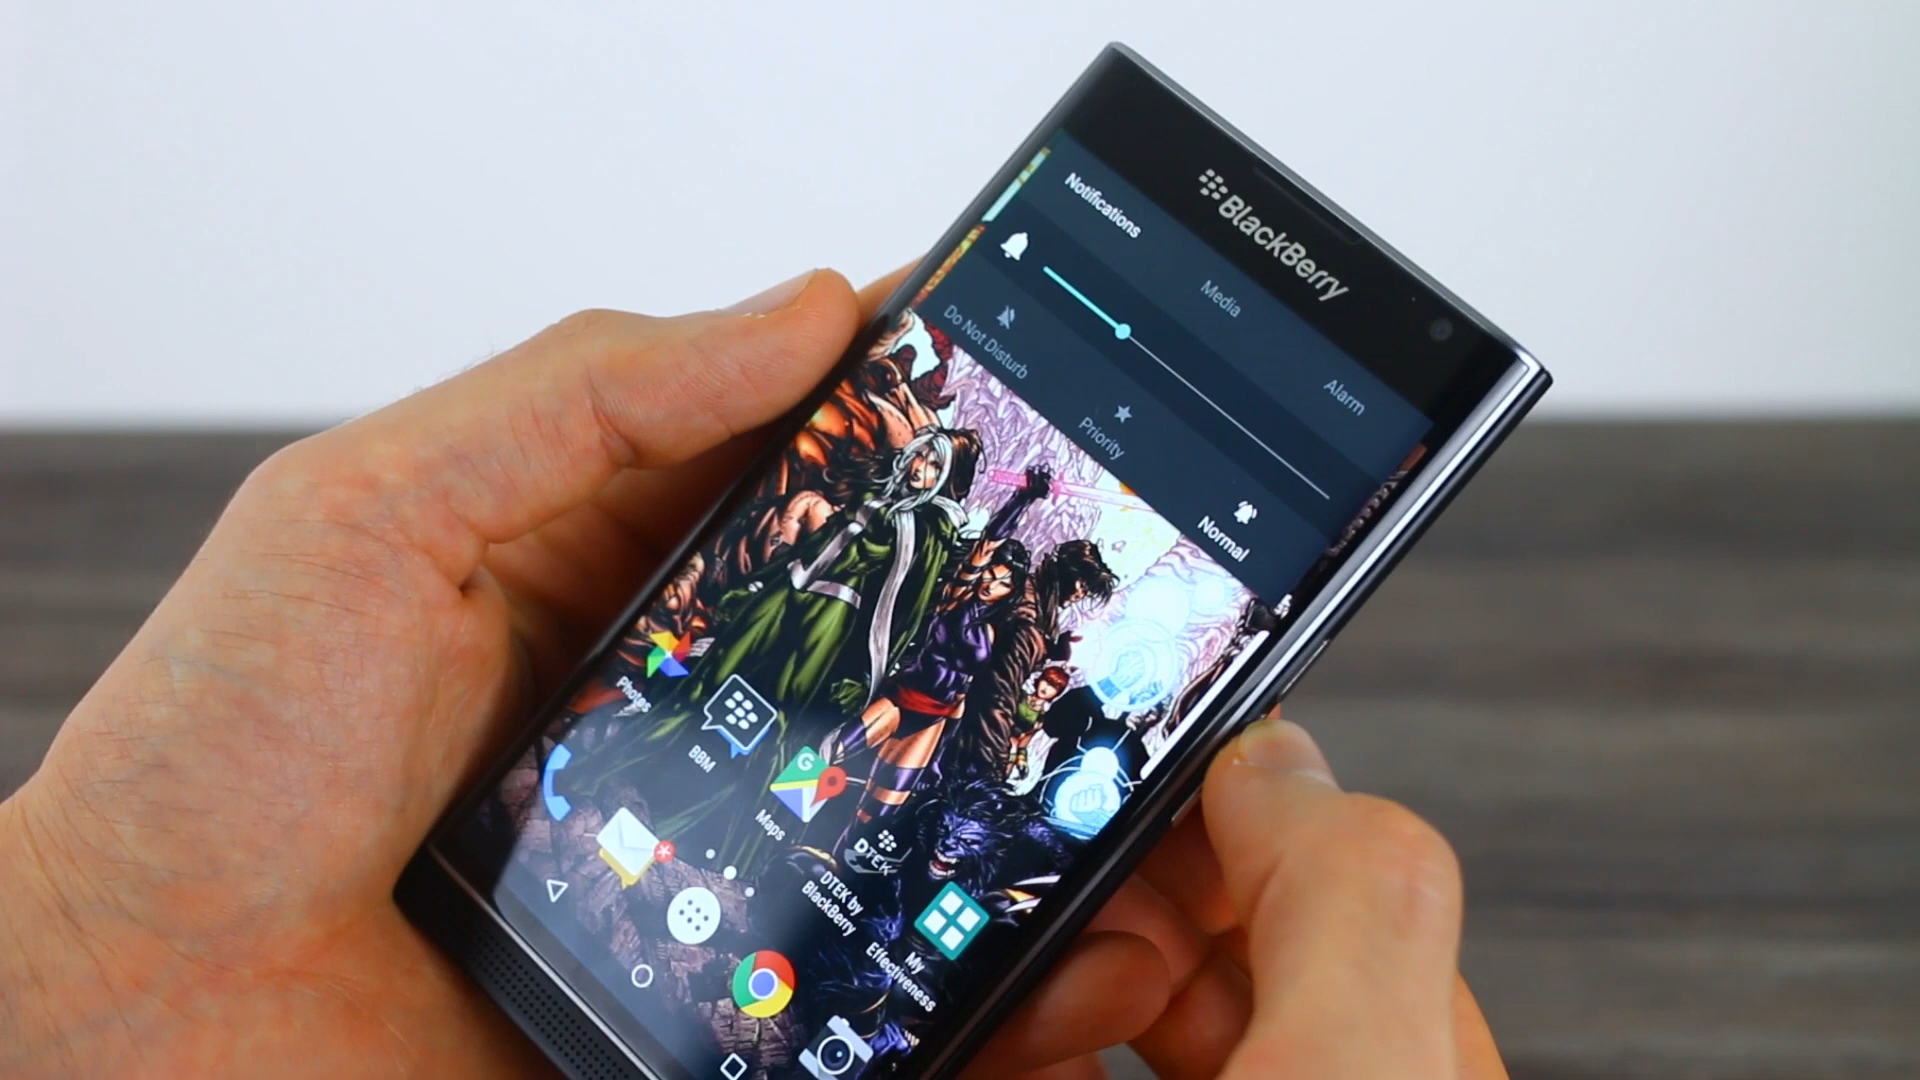 BlackBerry
Notifications
Media
Alarm
Do Not Disturb
Priority
Normal
Photos
BBM
G
Maps
DTEK
DTEK by
BlackBerry
My
Effectiveness